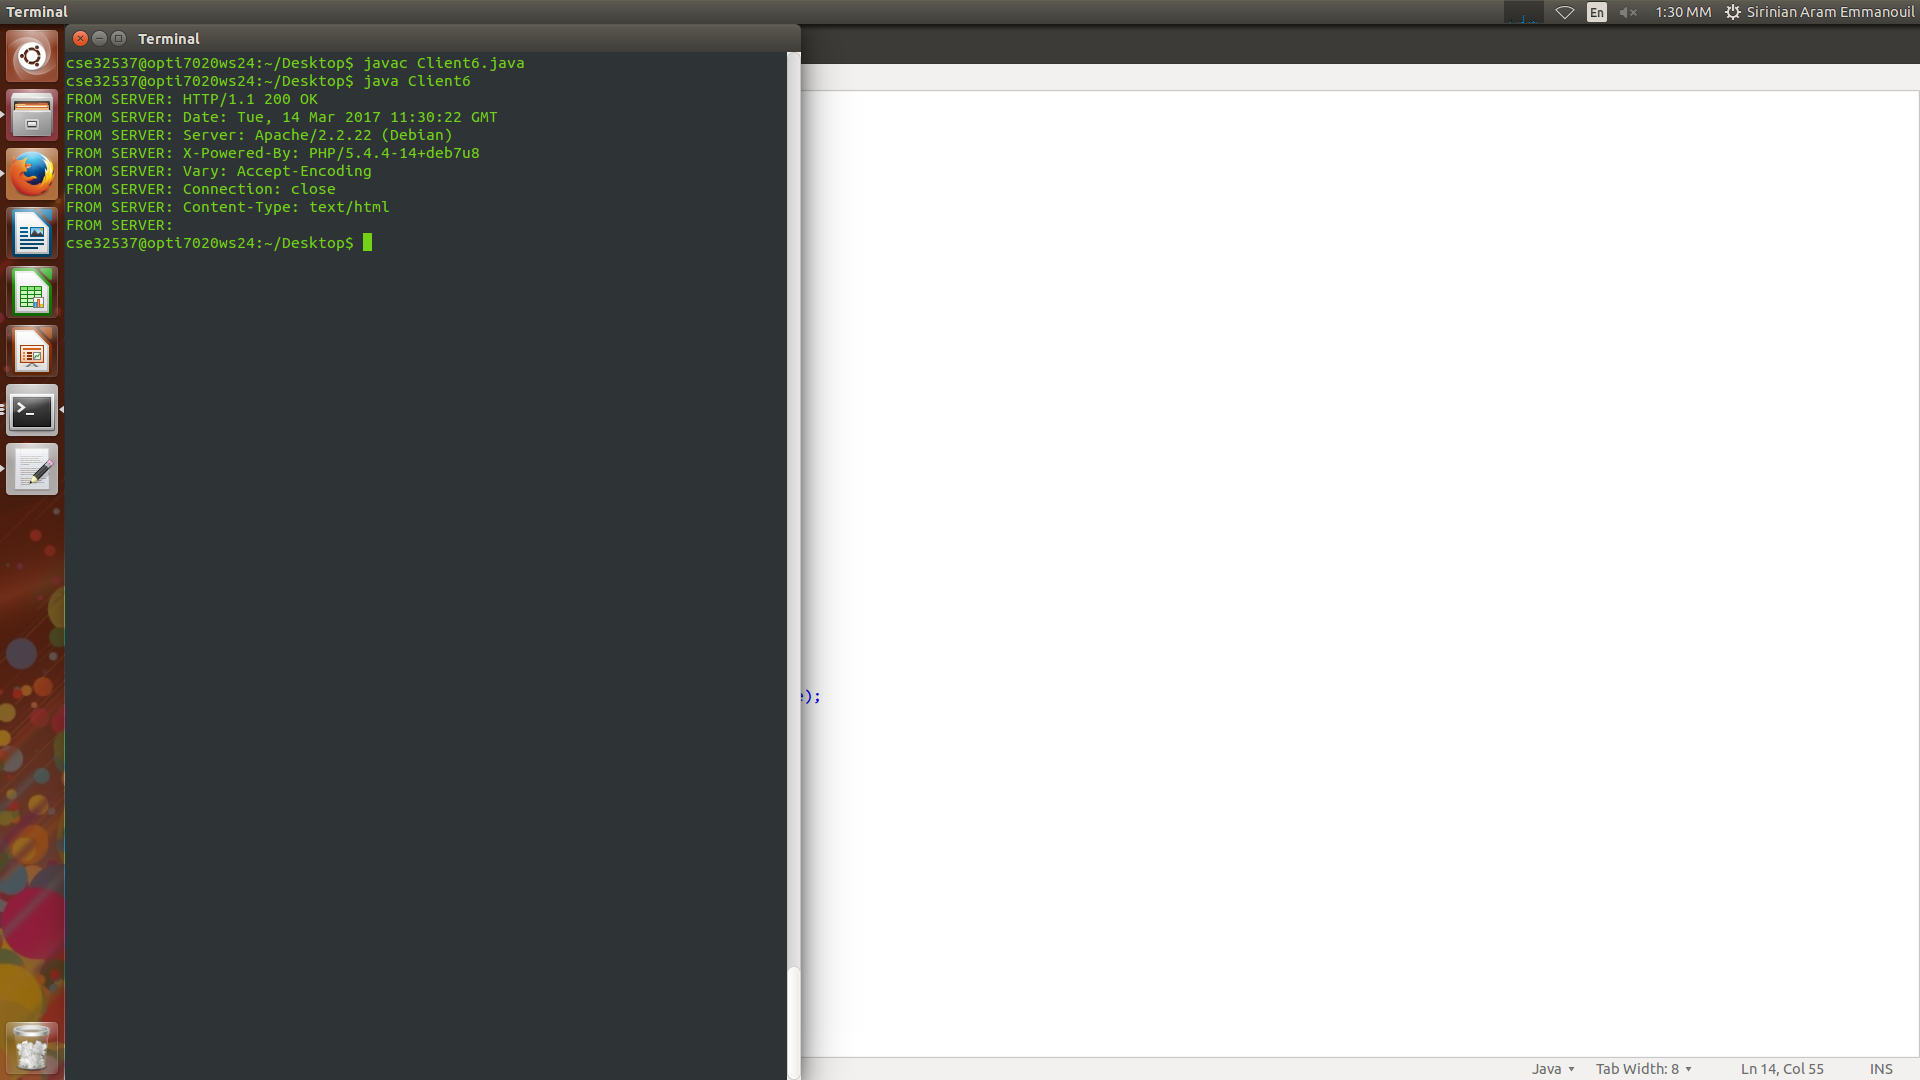 Terminal
En
1:30 MM
Sirinian Aram Emmanouil
Terminal
cse32537@opti7020ws24:~/Desktop$ javac Client6.java
cse32537@opti7020ws24:~/Desktop$ java Client6
FROM SERVER: HTTP/1.1 200 OK
FROM SERVER: Date: Tue, 14 Mar 2017 11:30:22 GMT
FROM SERVER: Server: Apache/2.2.22 (Debian)
FROM SERVER: X-Powered-By: PHP/5.4.4-14+deb7u8
FROM SERVER: Vary: Accept-Encoding
FROM SERVER: Connection: close
FROM SERVER: Content-Type: text/html
FROM SERVER:
cse32537@opti7020ws24:~/Desktop$
);
Java
Tab Width: 8
Ln 14, Col 55
INS